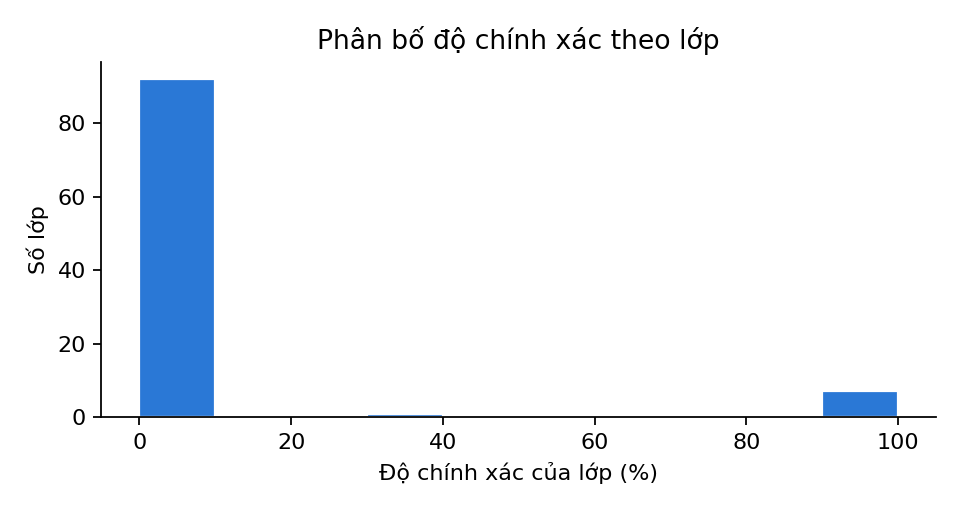 Phân bố độ chính xác theo lớp
Số lớp
80
60
40
20
0
0 20 40 60 80 100
Độ chính xác của lớp (%)